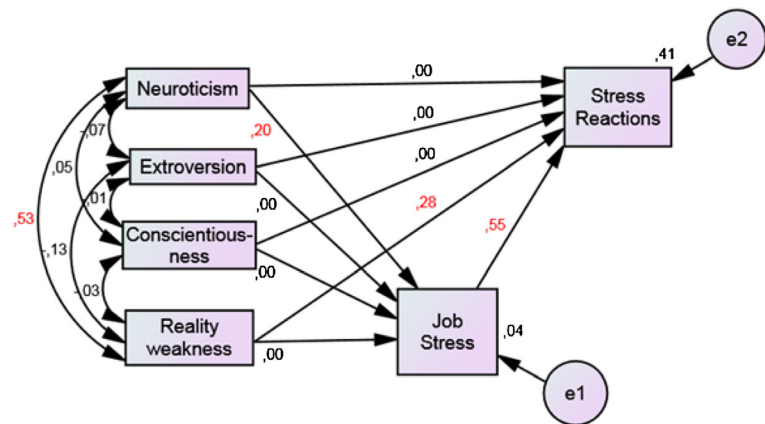 e2
,41
Neuroticism
,00
Stress
Reactions
,00
-,07
,20
,00
,05
Extroversion
,01
,00
,28
,53
,55
Conscientious-
ness
-,13
,00
-,03
Reality
weakness
,00
Job
Stress
,04
e1